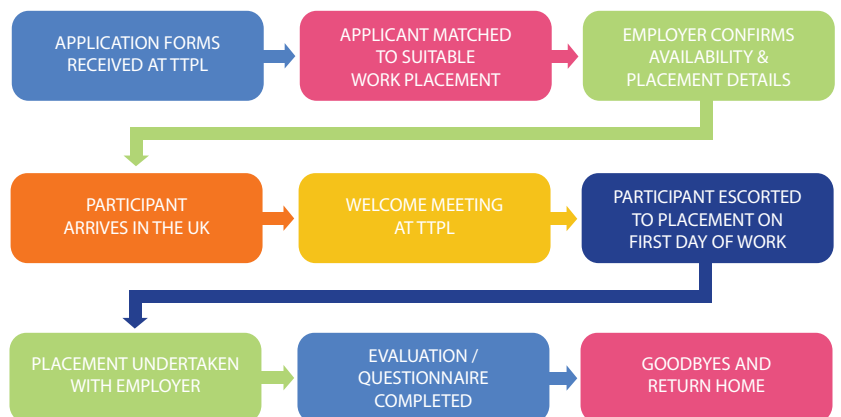 APPLICATION FORMS
RECEIVED AT TTPL
APPLICANT MATCHED
TO SUITABLE
WORK PLACEMENT
EMPLOYER CONFIRMS
AVAILABILITY &
PLACEMENT DETAILS
PARTICIPANT
ARRIVES IN THE UK
WELCOME MEETING
AT TTPL
PARTICIPANT ESCORTED
TO PLACEMENT ON
FIRST DAY OF WORK
PLACEMENT UNDERTAKEN
WITH EMPLOYER
EVALUATION /
QUESTIONNAIRE
COMPLETED
GOODBYES AND
RETURN HOME